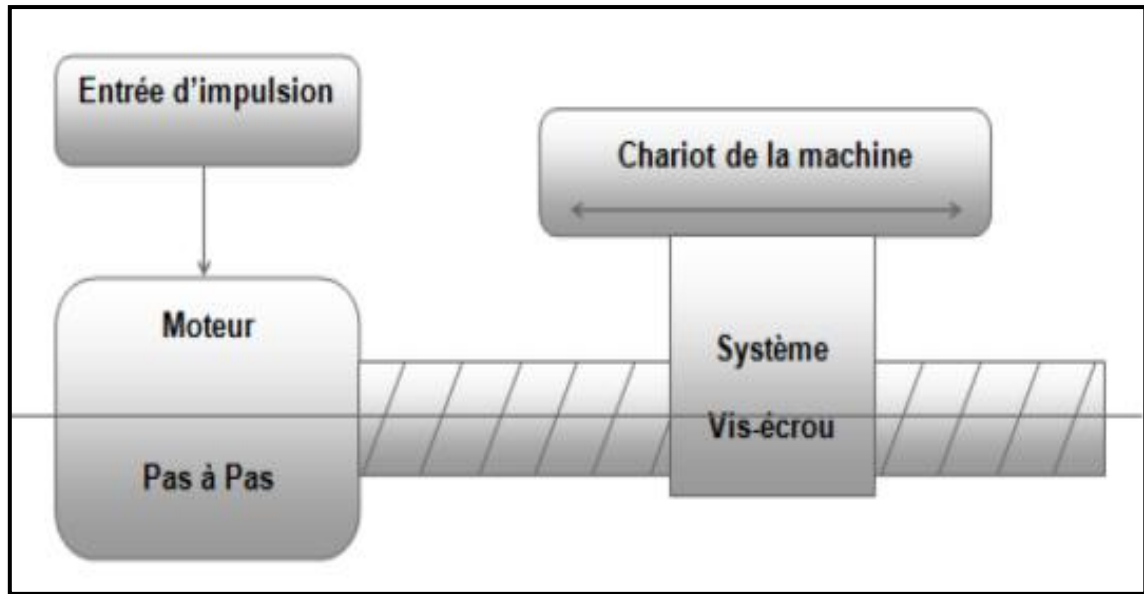 Entrée d'impulsion
Chariot de la machine
Moteur
Pas à Pas
Système
Vis-écrou